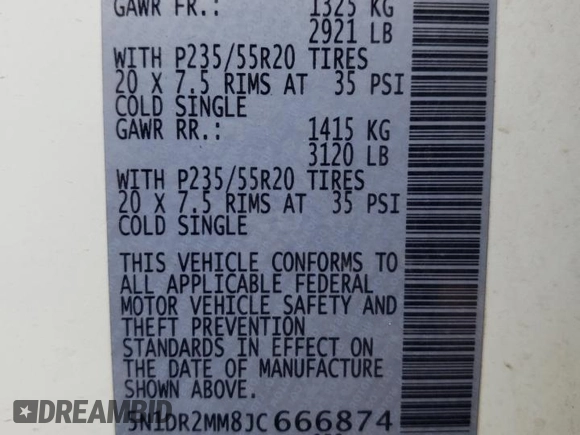 GAWR FR.: 1325 KG
2921 LB
WITH P235/55R20 TIRES
20 X 7.5 RIMS AT 35 PSI
COLD SINGLE
GAWR RR.: 1415 KG
3120 LB
WITH P235/55R20 TIRES
20 X 7.5 RIMS AT 35 PSI
COLD SINGLE
THIS VEHICLE CONFORMS TO
ALL APPLICABLE FEDERAL
MOTOR VEHICLE SAFETY AND
THEFT PREVENTION
STANDARDS IN EFFECT ON
THE DATE OF MANUFACTURE
SHOWN ABOVE.
5N1DR2MM8JC666874
DREAMBID